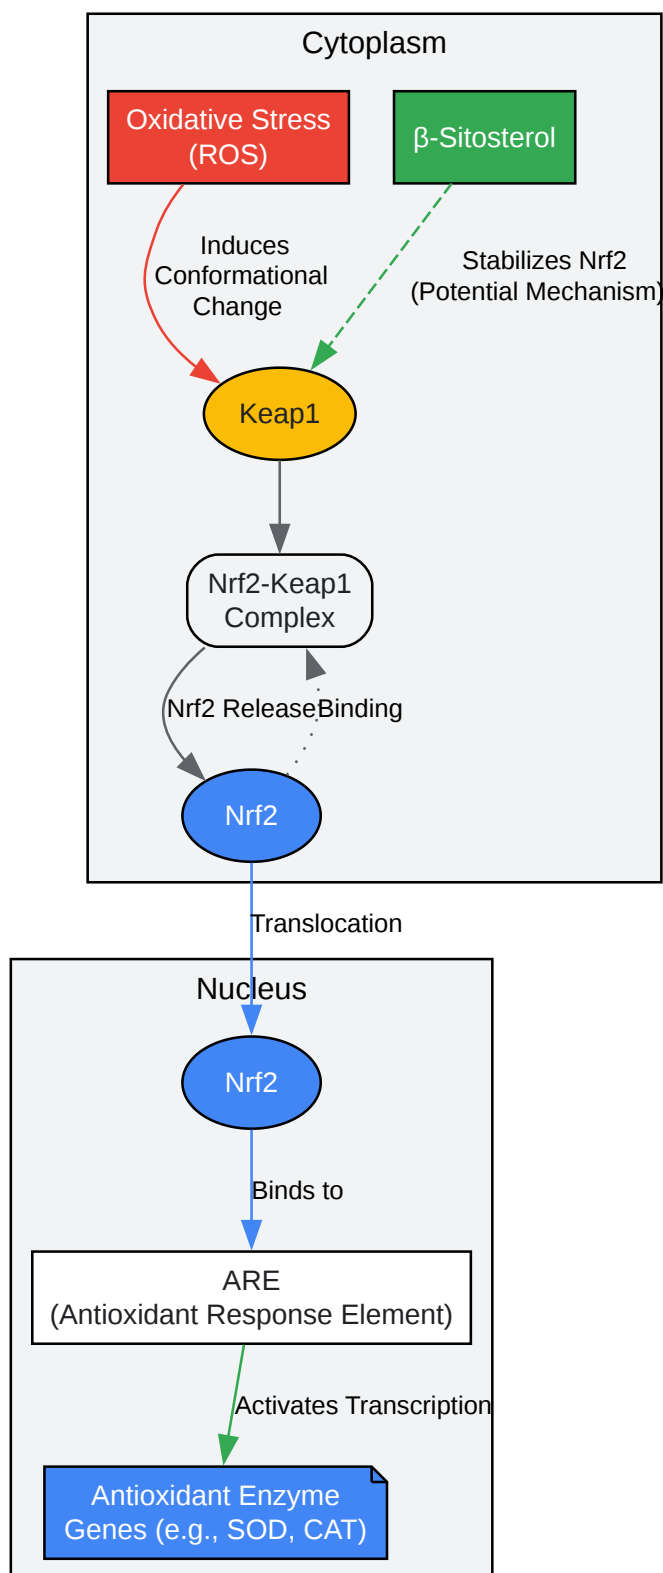 Cytoplasm
Oxidative Stress
(ROS)
β-Sitosterol
Induces
Conformational
Change
Stabilizes Nrf2
(Potential Mechanism)
Keap1
Nrf2-Keap1
Complex
Nrf2 Release
Binding
Nrf2
Translocation
Nucleus
Nrf2
Binds to
ARE
(Antioxidant Response Element)
Activates Transcription
Antioxidant Enzyme
Genes (e.g., SOD, CAT)